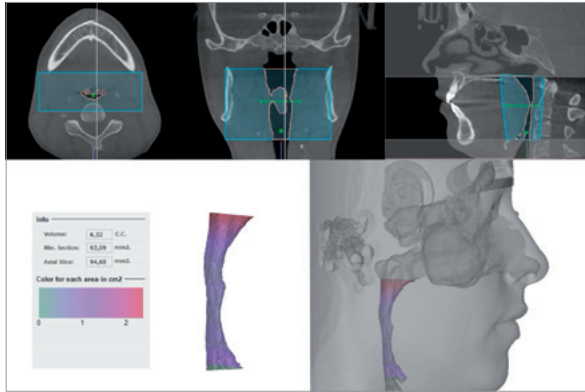 Info
Volume: 6,32 C.C.
Min. Section: 63,09 mm2.
Axial Slice: 94,68 mm2.
Color for each area in cm2
0 1 2